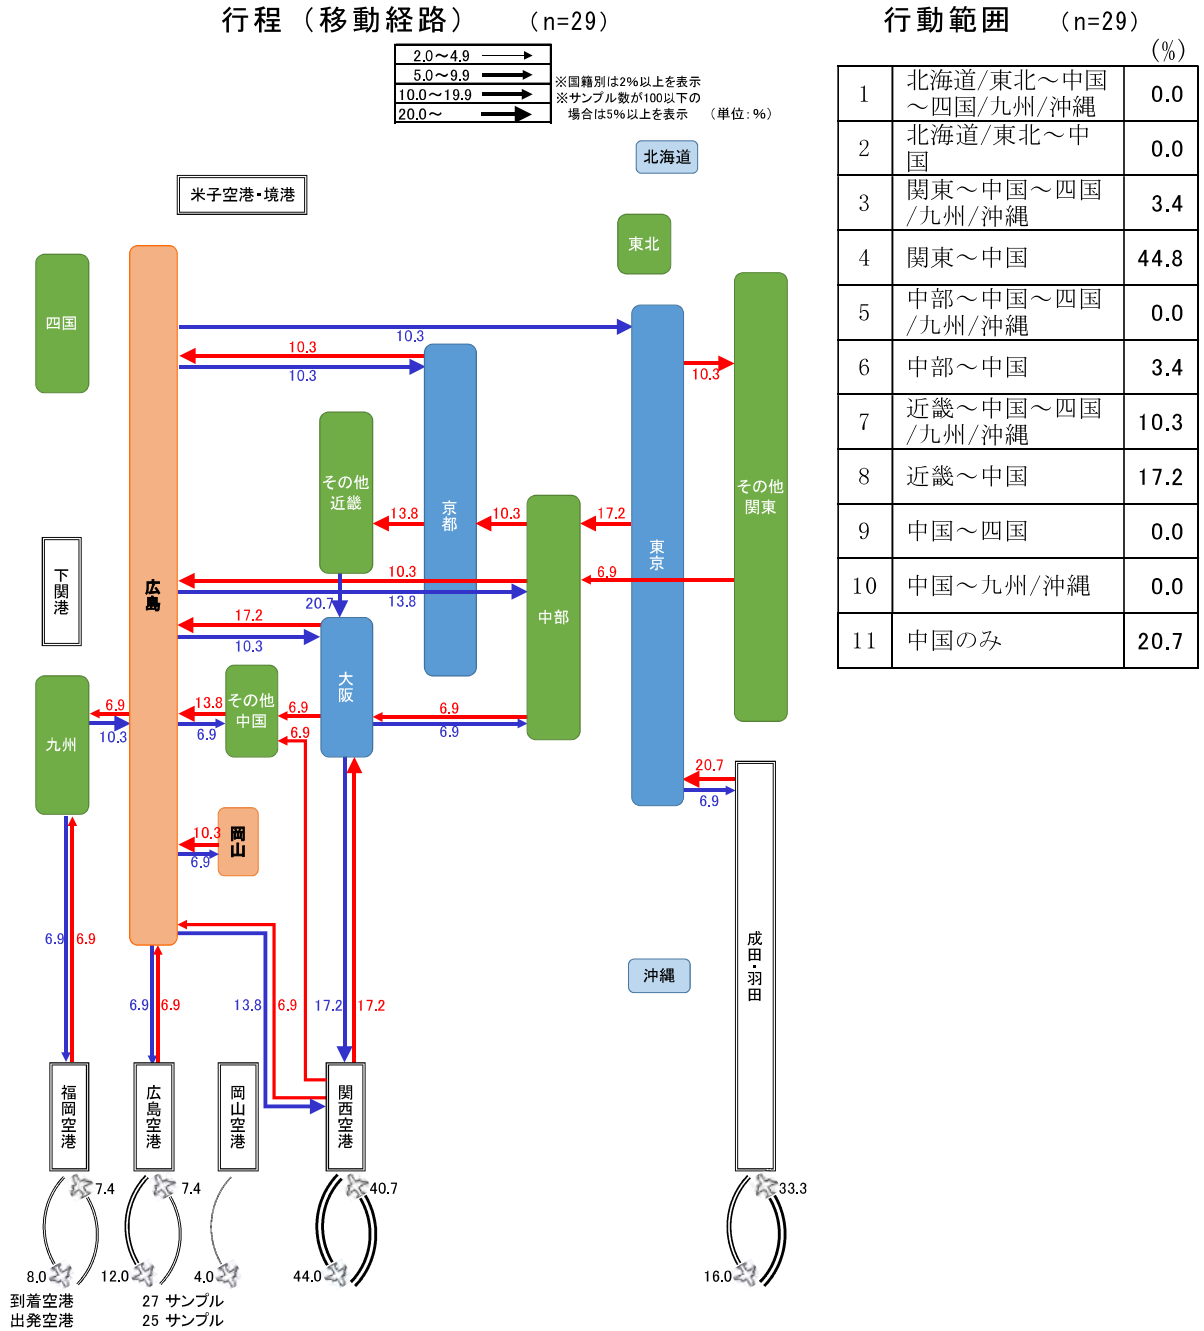 行程（移動経路）　（n=29）
行動範囲　（n=29）
(%)
2.0～4.9
5.0～9.9
10.0～19.9
20.0～
※国籍別は2%以上を表示
※サンプル数が100以下の
場合は5%以上を表示　（単位：%）
1 北海道/東北～中国
～四国/九州/沖縄 0.0
2 北海道/東北～中
国 0.0
3 関東～中国～四国
/九州/沖縄 3.4
4 関東～中国 44.8
5 中部～中国～四国
/九州/沖縄 0.0
6 中部～中国 3.4
7 近畿～中国～四国
/九州/沖縄 10.3
8 近畿～中国 17.2
9 中国～四国 0.0
10 中国～九州/沖縄 0.0
11 中国のみ 20.7
北海道
米子空港・境港
東北
四国
10.3
10.3
10.3
10.3
その他
近畿
京都
その他
関東
13.8
10.3
17.2
東京
下関港
広島
10.3
6.9
13.8
20.7
中部
17.2
10.3
大阪
その他
中国
九州
6.9
10.3
13.8
6.9
6.9
6.9
6.9
6.9
20.7
6.9
10.3
岡山
6.9
6.9
6.9
6.9
6.9
13.8
6.9
17.2
17.2
成田・羽田
沖縄
福岡空港
広島空港
岡山空港
関西空港
7.4
7.4
40.7
33.3
8.0
12.0
4.0
44.0
16.0
到着空港　27 サンプル
出発空港　25 サンプル